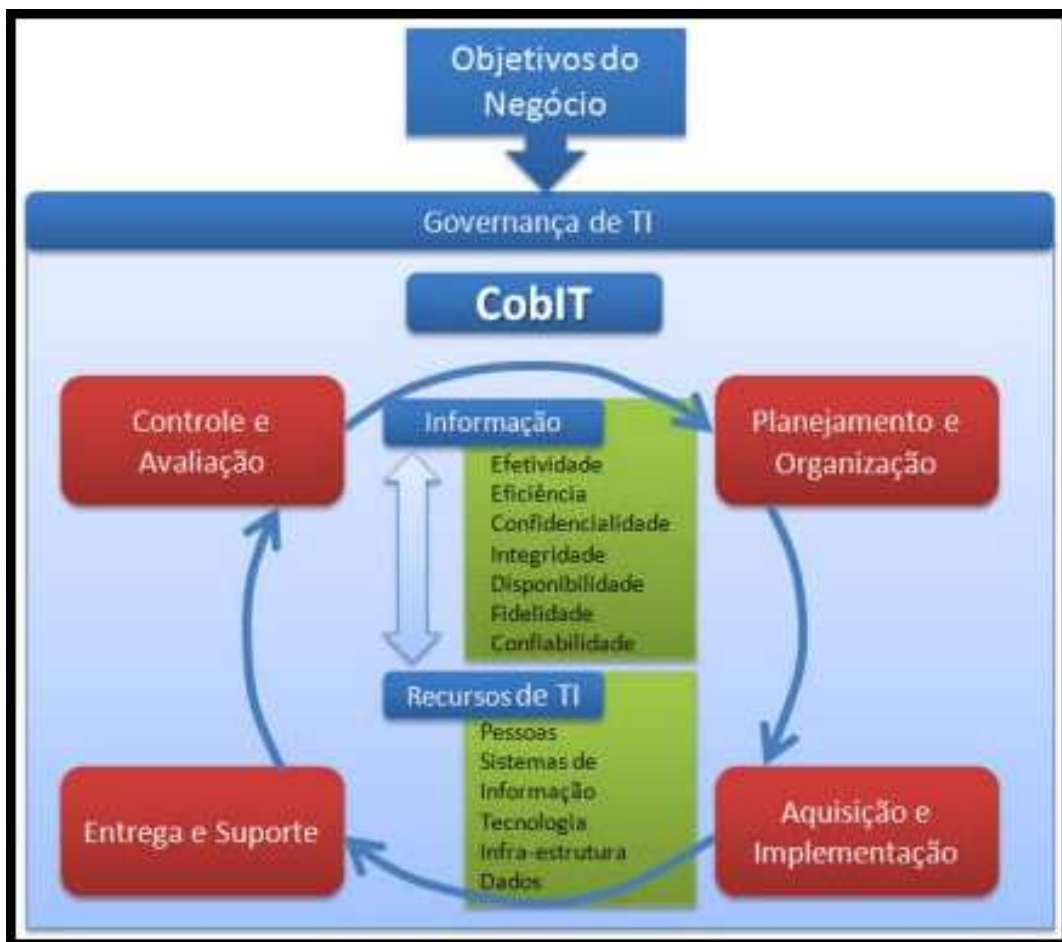 Objetivos do
Negócio
Governança de TI
CobIT
Controle e
Avaliação
Informação
Efetividade
Eficiência
Confidencialidade
Integridade
Disponibilidade
Fidelidade
Confiabilidade
Planejamento e
Organização
Recursos de TI
Pessoas
Sistemas de
Informação
Tecnologia
Infra-estrutura
Dados
Entrega e Suporte
Aquisição e
Implementação